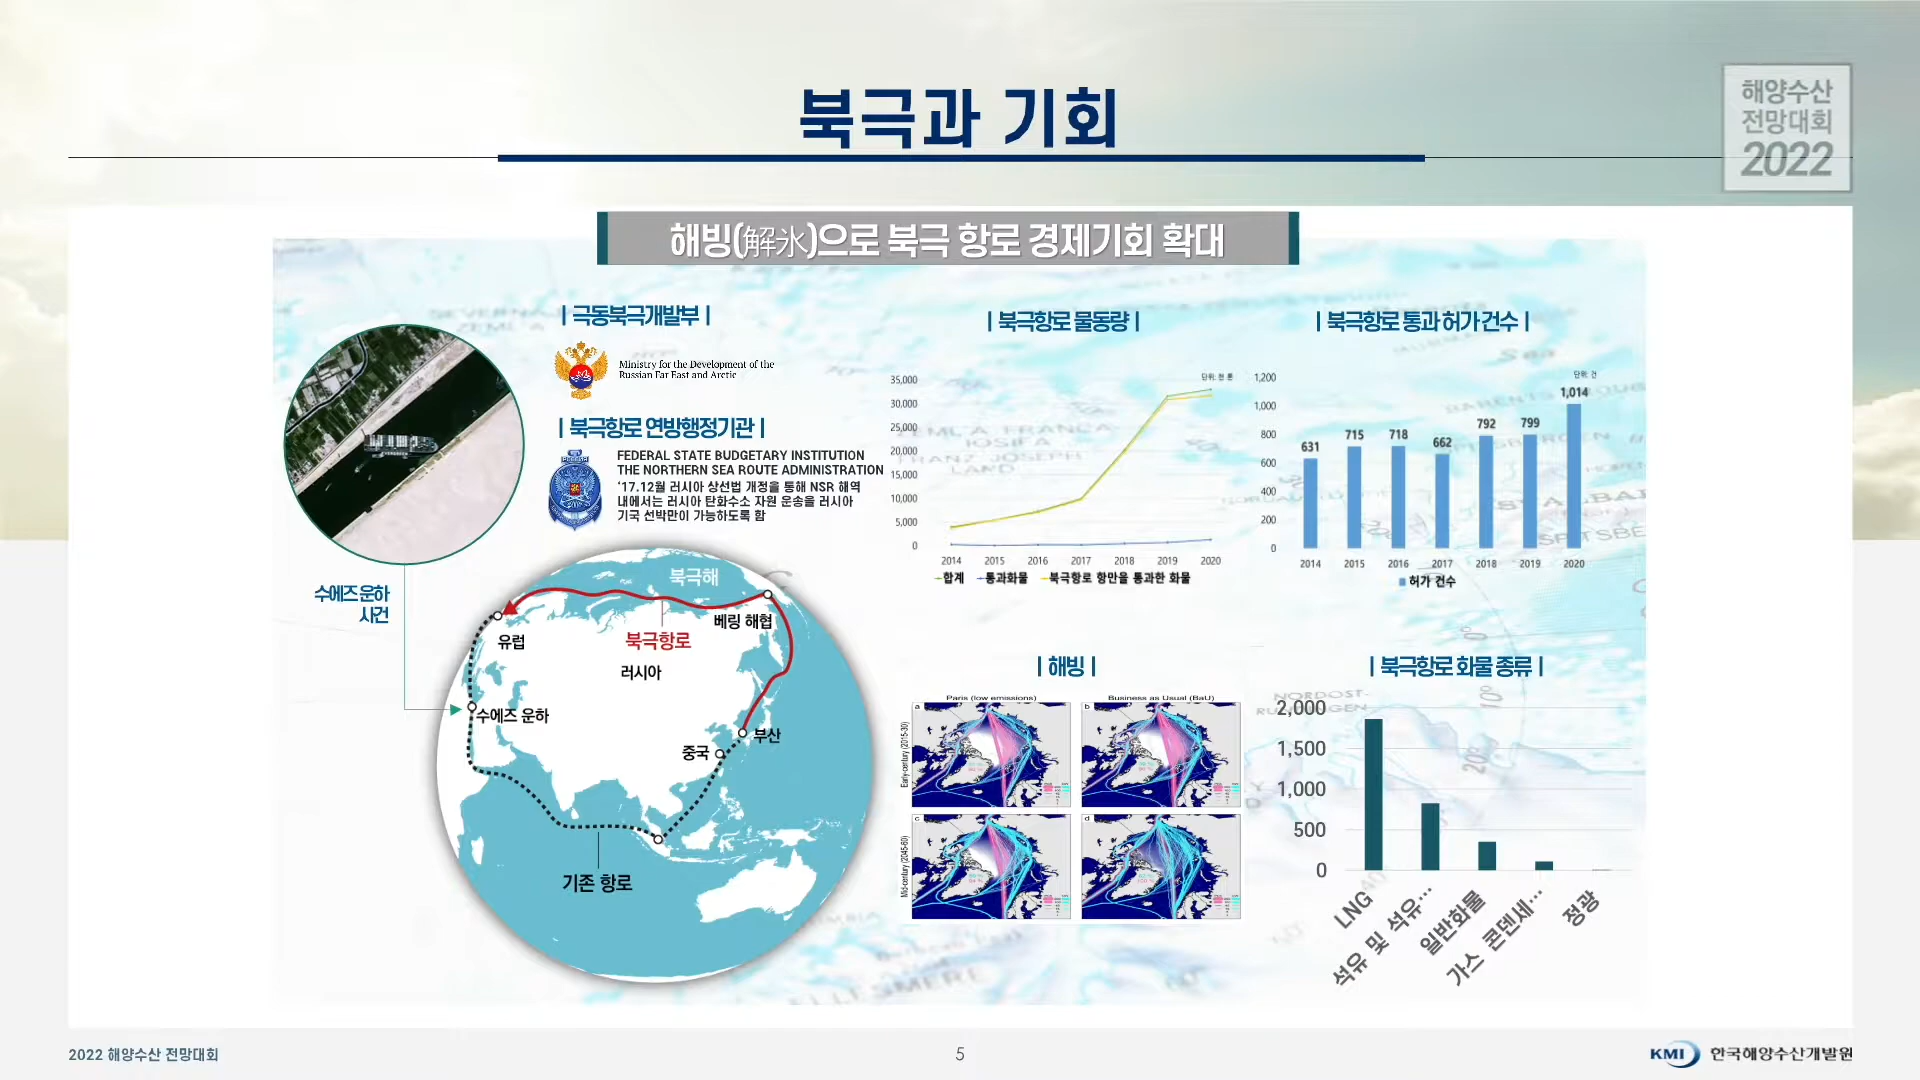 북극과 기회
해양수산
전망대회
2022
해빙(解氷)으로 북극 항로 경제기회 확대
| 극동북극개발부 |
Ministry for the Development of the
Russian Far East and Arctic
| 북극항로 연방행정기관 |
FEDERAL STATE BUDGETARY INSTITUTION
THE NORTHERN SEA ROUTE ADMINISTRATION
‘17.12월 러시아 상선법 개정을 통해 NSR 해역
내에서는 러시아 탄화수소 자원 운송을 러시아
기국 선박만이 가능하도록 함
수에즈 운하
사건
북극해
베링 해협
유럽
북극항로
러시아
수에즈 운하
부산
중국
기존 항로
| 북극항로 물동량 |
단위: 천 톤
35,000
30,000
25,000
20,000
15,000
10,000
5,000
0
2014 2015 2016 2017 2018 2019 2020
합계 통과화물 북극항로 항만을 통과한 화물
| 북극항로 통과 허가 건수 |
단위: 건
1,200
1,000
800
600
400
200
0
631 715 718 662 792 799 1,014
2014 2015 2016 2017 2018 2019 2020
허가 건수
| 해빙 |
Paris (low emissions) Business as Usual (BaU)
Early-century (2015-30)
Mid-century (2045-60)
a b
c d
| 북극항로 화물 종류 |
2,000
1,500
1,000
500
0
LNG
석유 및 석유…
일반화물
가스 콘덴세…
정광
2022 해양수산 전망대회
5
KMI 한국해양수산개발원